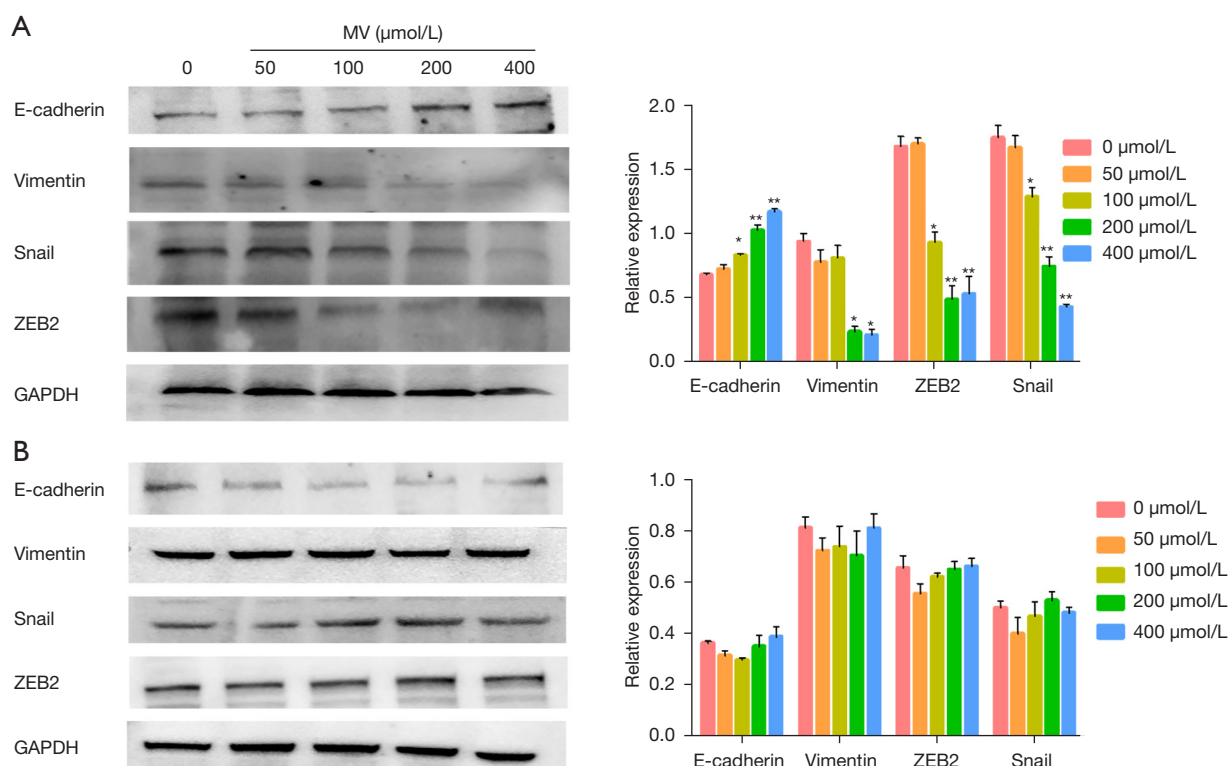 A
MV (µmol/L)
0 50 100 200 400
E-cadherin
Vimentin
Snail
ZEB2
GAPDH
Relative expression
2.0
1.5
1.0
0.5
0.0
* ** **
* *
* ** **
* ** **
E-cadherin Vimentin ZEB2 Snail
0 µmol/L
50 µmol/L
100 µmol/L
200 µmol/L
400 µmol/L
B
E-cadherin
Vimentin
Snail
ZEB2
GAPDH
Relative expression
1.0
0.8
0.6
0.4
0.2
0.0
E-cadherin Vimentin ZEB2 Snail
0 µmol/L
50 µmol/L
100 µmol/L
200 µmol/L
400 µmol/L